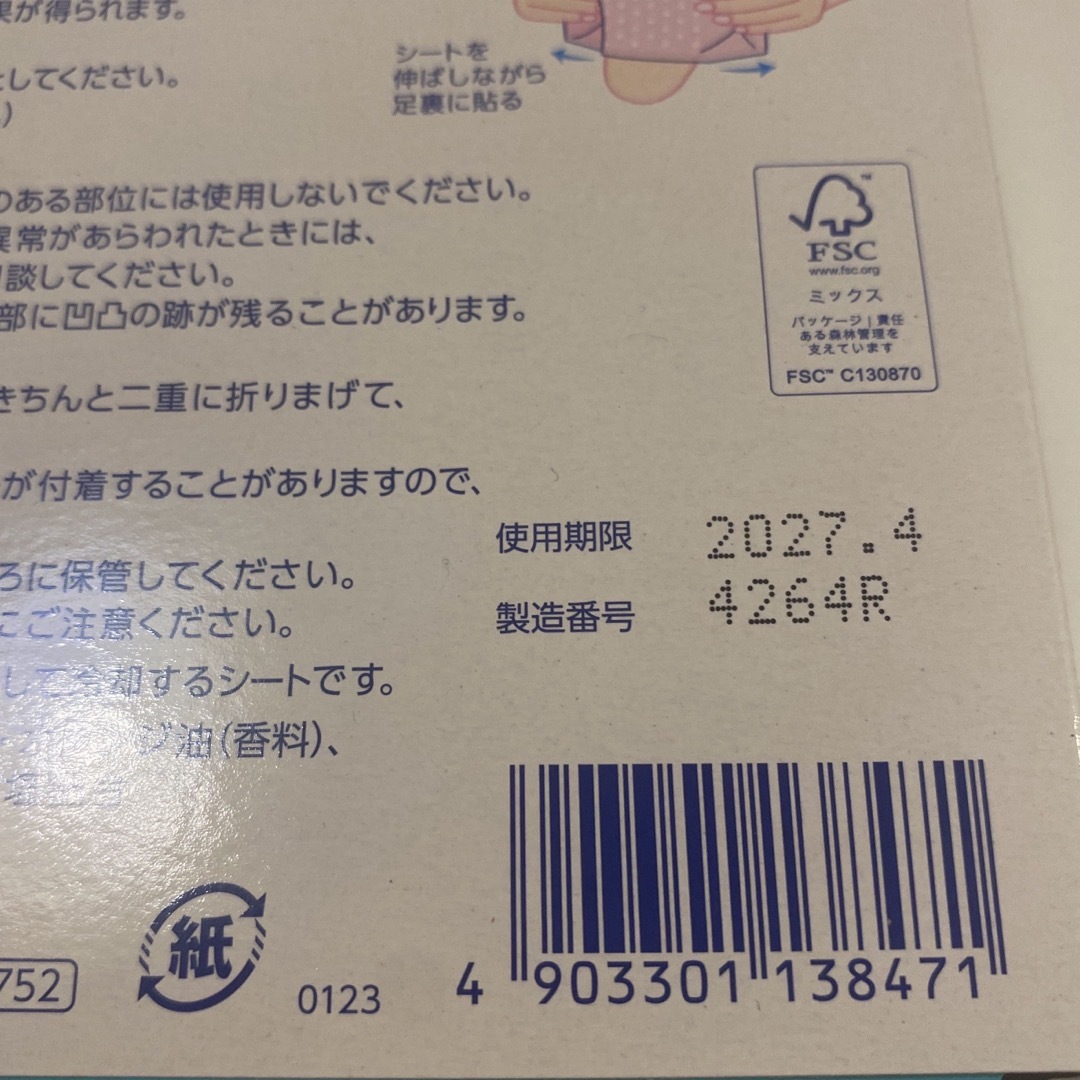 果が得られます。
としてください。
)
シートを
伸ばしながら
足裏に貼る
のある部位には使用しないでください。
異常があらわれたときには、
談してください。
部に凹凸の跡が残ることがあります。
きちんと二重に折りまげて、
が付着することがありますので、
ろに保管してください。
にご注意ください。
して冷却するシートです。
ジ油(香料)、
FSC™
www.fsc.org
ミックス
パッケージ|責任
ある森林管理を
支えています
FSC™ C130870
使用期限 2027.4
製造番号 4264R
752
紙
0123
4 903301 138471